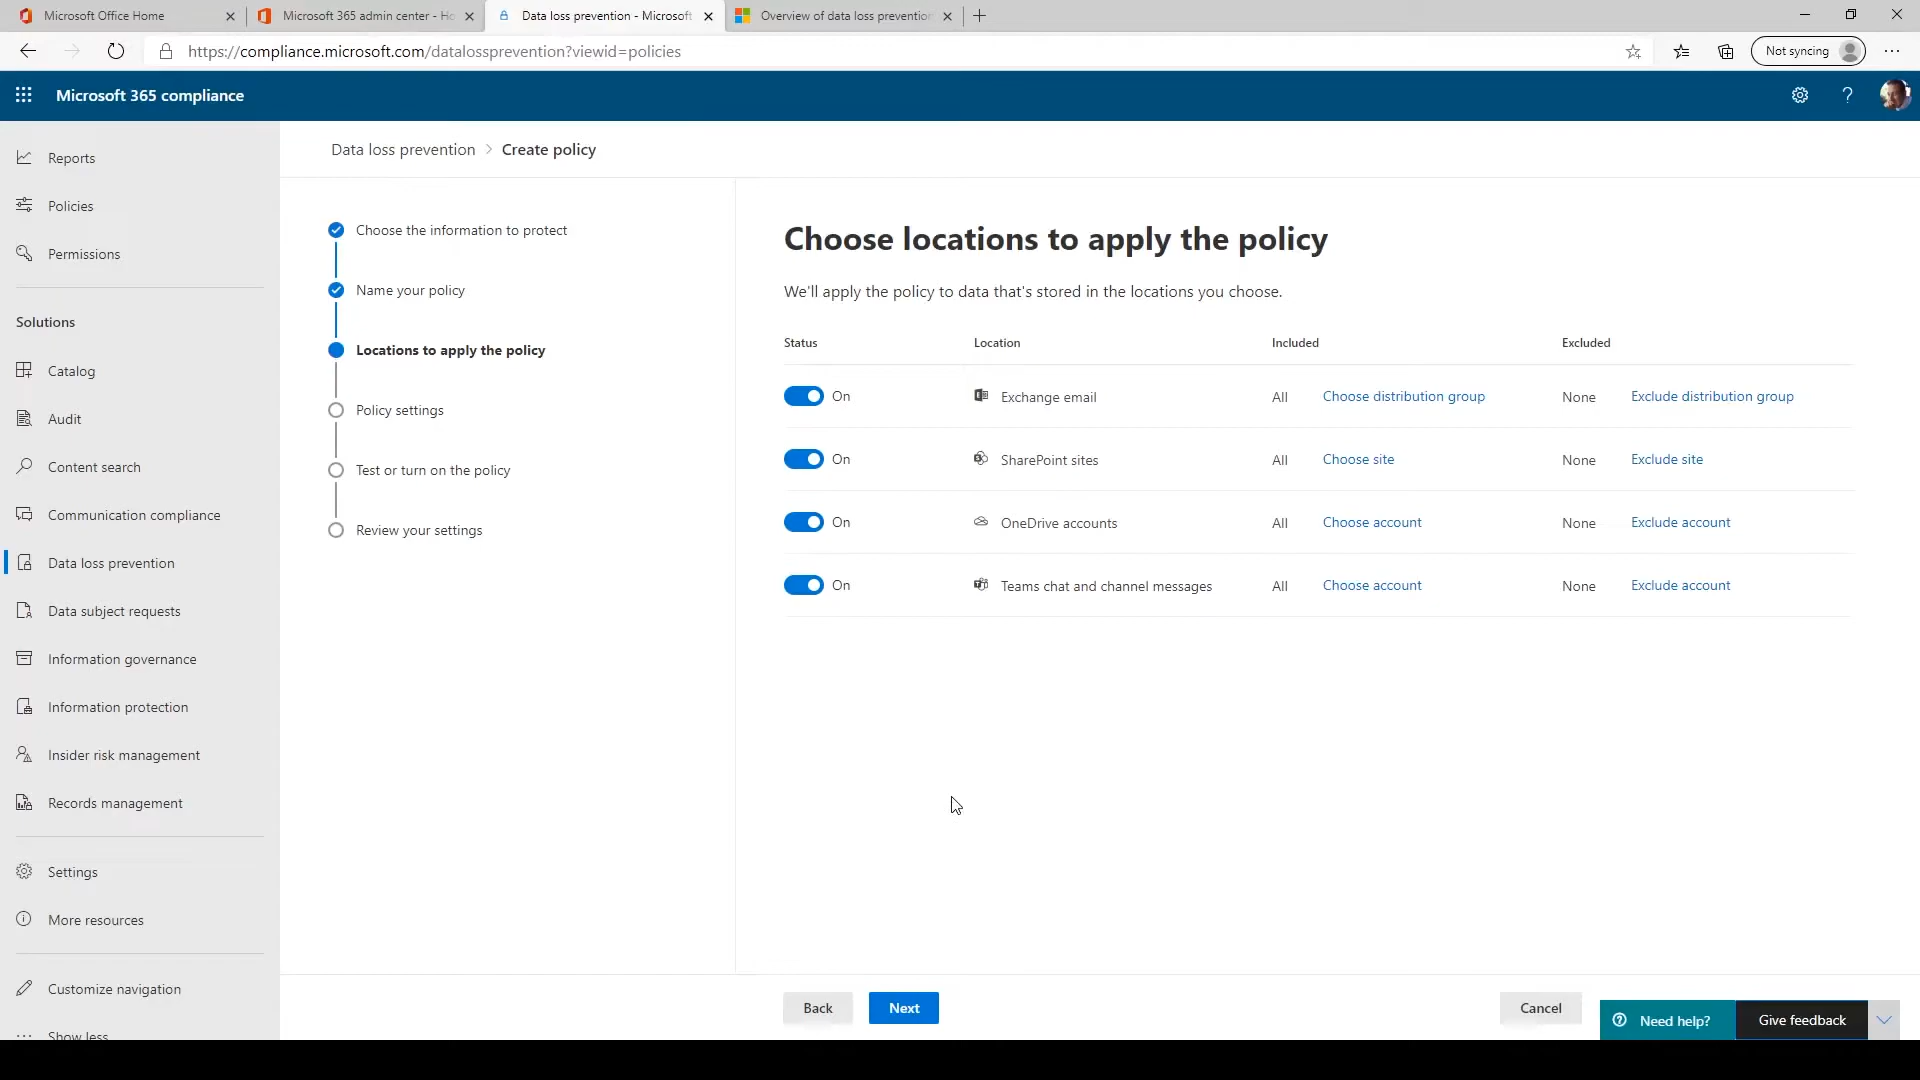 Microsoft Office Home
Microsoft 365 admin center - Ho
Data loss prevention - Microsoft
Overview of data loss prevention
https://compliance.microsoft.com/datalossprevention?viewid=policies
Not syncing
Microsoft 365 compliance
?
Reports
Policies
Permissions
Solutions
Catalog
Audit
Content search
Communication compliance
Data loss prevention
Data subject requests
Information governance
Information protection
Insider risk management
Records management
Settings
More resources
Customize navigation
Show less
Data loss prevention > Create policy
Choose the information to protect
Name your policy
Locations to apply the policy
Policy settings
Test or turn on the policy
Review your settings
Choose locations to apply the policy
We'll apply the policy to data that's stored in the locations you choose.
Status Location Included Excluded
On Exchange email All Choose distribution group None Exclude distribution group
On SharePoint sites All Choose site None Exclude site
On OneDrive accounts All Choose account None Exclude account
On Teams chat and channel messages All Choose account None Exclude account
Back Next Cancel
Need help? Give feedback